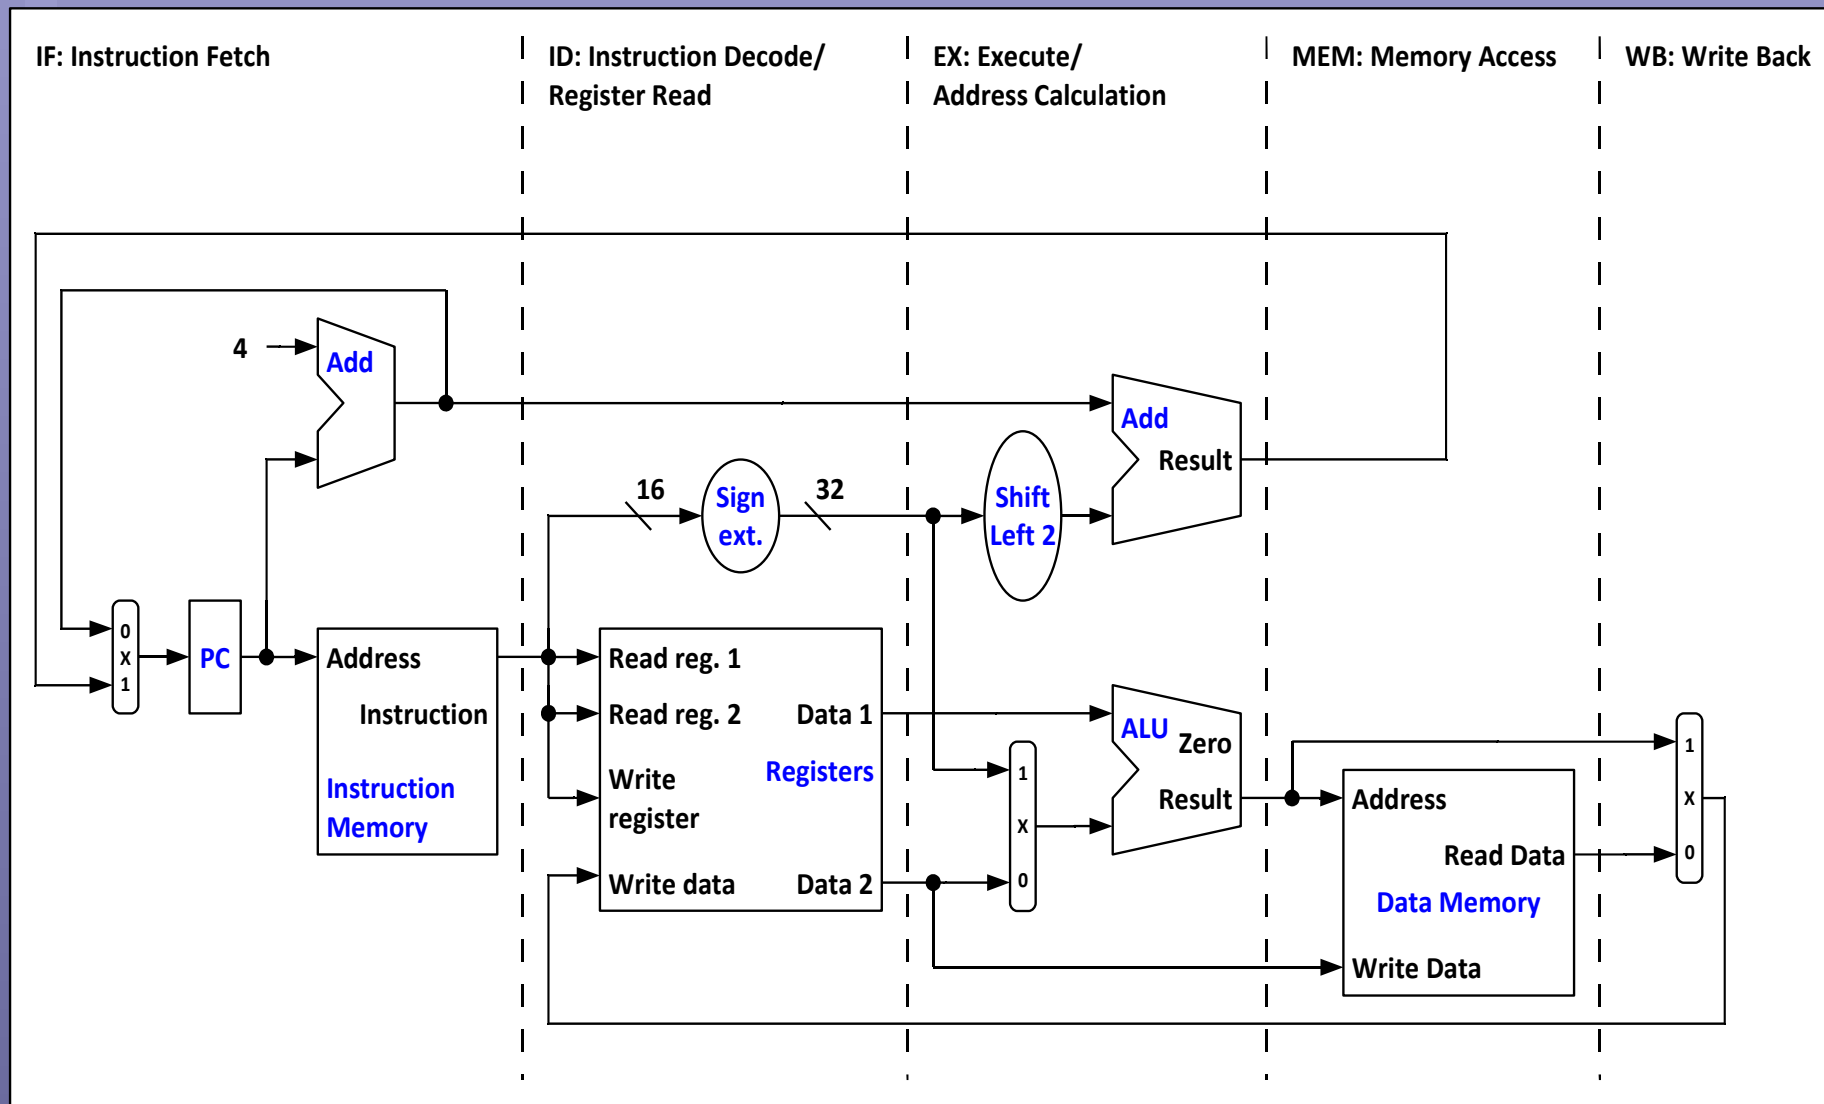 IF: Instruction Fetch
ID: Instruction Decode/
Register Read
EX: Execute/
Address Calculation
MEM: Memory Access
WB: Write Back
4
Add
Add
Result
16
Sign
ext.
32
Shift
Left 2
0
X
1
PC
Address
Instruction
Instruction
Memory
Read reg. 1
Read reg. 2
Write
register
Write data
Data 1
Registers
Data 2
1
X
0
ALU
Zero
Result
Address
Read Data
Data Memory
Write Data
1
X
0